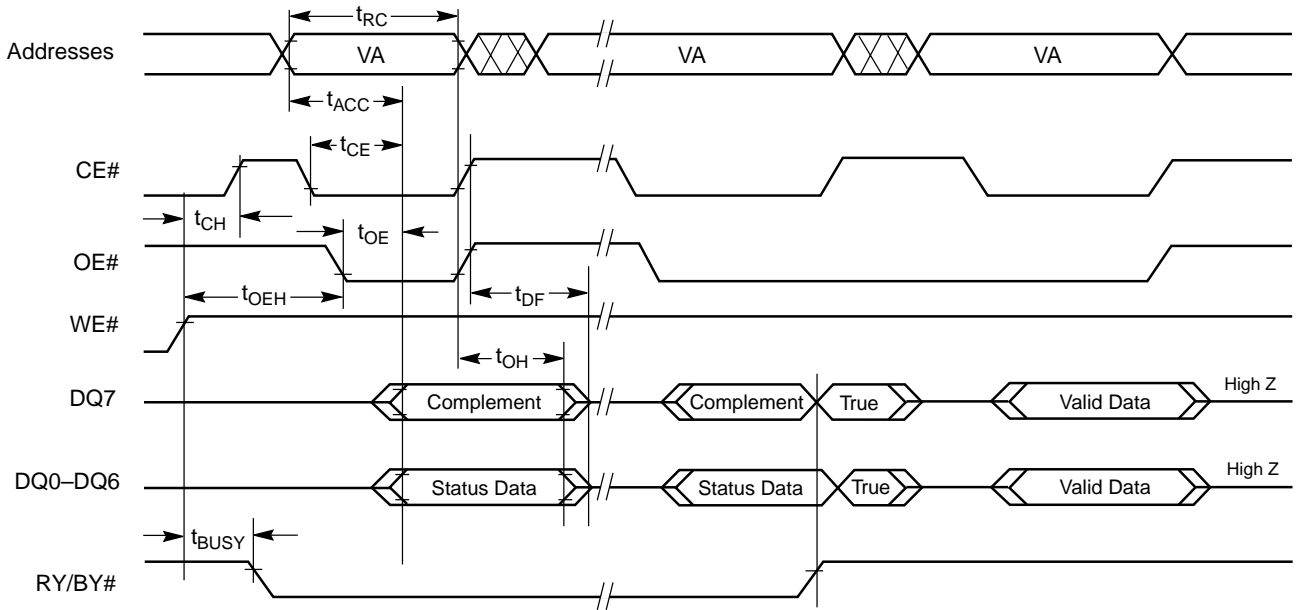 tRC
Addresses VA VA VA
tACC
tCE
CE#
tCH tOE
OE#
tOEH tDF
WE#
tOH
DQ7 Complement Complement True Valid Data High Z
DQ0–DQ6 Status Data Status Data True Valid Data High Z
tBUSY
RY/BY#